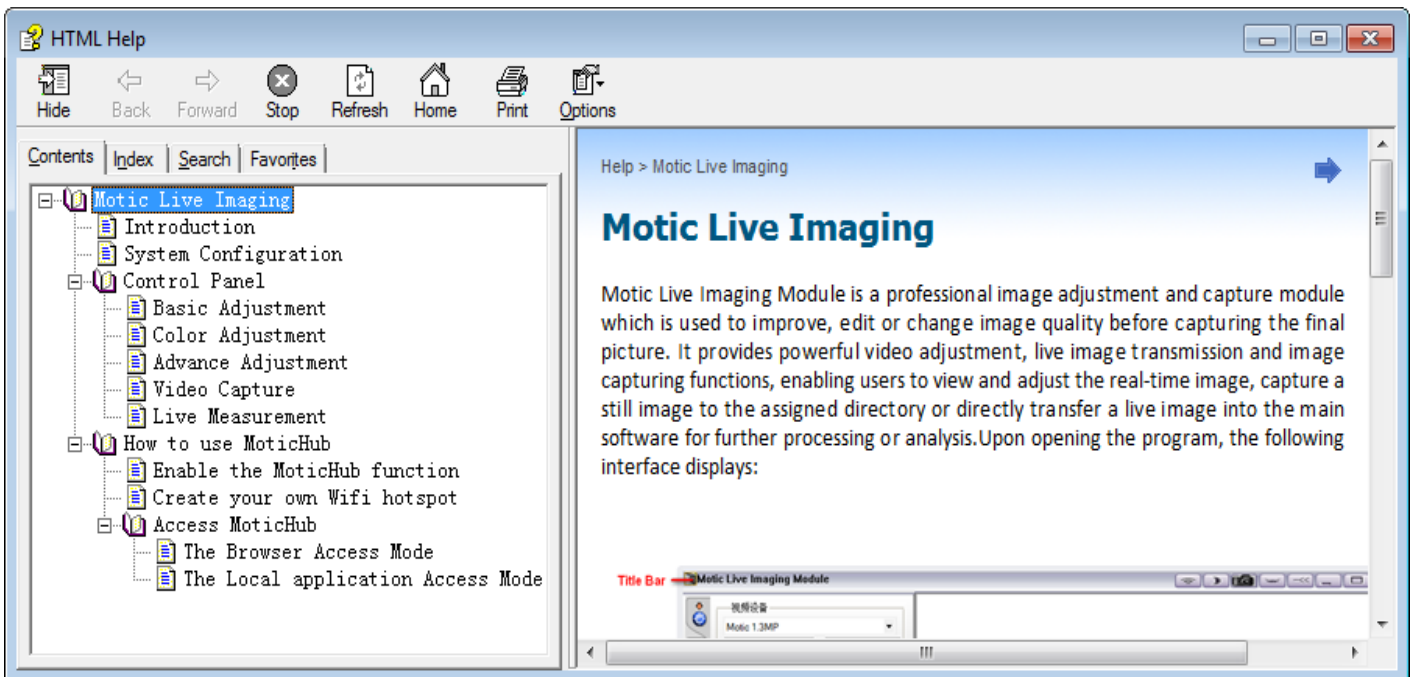 HTML Help
Hide Back Forward Stop Refresh Home Print Options
Contents Index Search Favorites
Motic Live Imaging
Introduction
System Configuration
Control Panel
Basic Adjustment
Color Adjustment
Advance Adjustment
Video Capture
Live Measurement
How to use MoticHub
Enable the MoticHub function
Create your own Wifi hotspot
Access MoticHub
The Browser Access Mode
The Local application Access Mode
Help > Motic Live Imaging
Motic Live Imaging
Motic Live Imaging Module is a professional image adjustment and capture module
which is used to improve, edit or change image quality before capturing the final
picture. It provides powerful video adjustment, live image transmission and image
capturing functions, enabling users to view and adjust the real-time image, capture a
still image to the assigned directory or directly transfer a live image into the main
software for further processing or analysis.Upon opening the program, the following
interface displays:
Title Bar Motic Live Imaging Module
视频设备
Motic 1.3MP